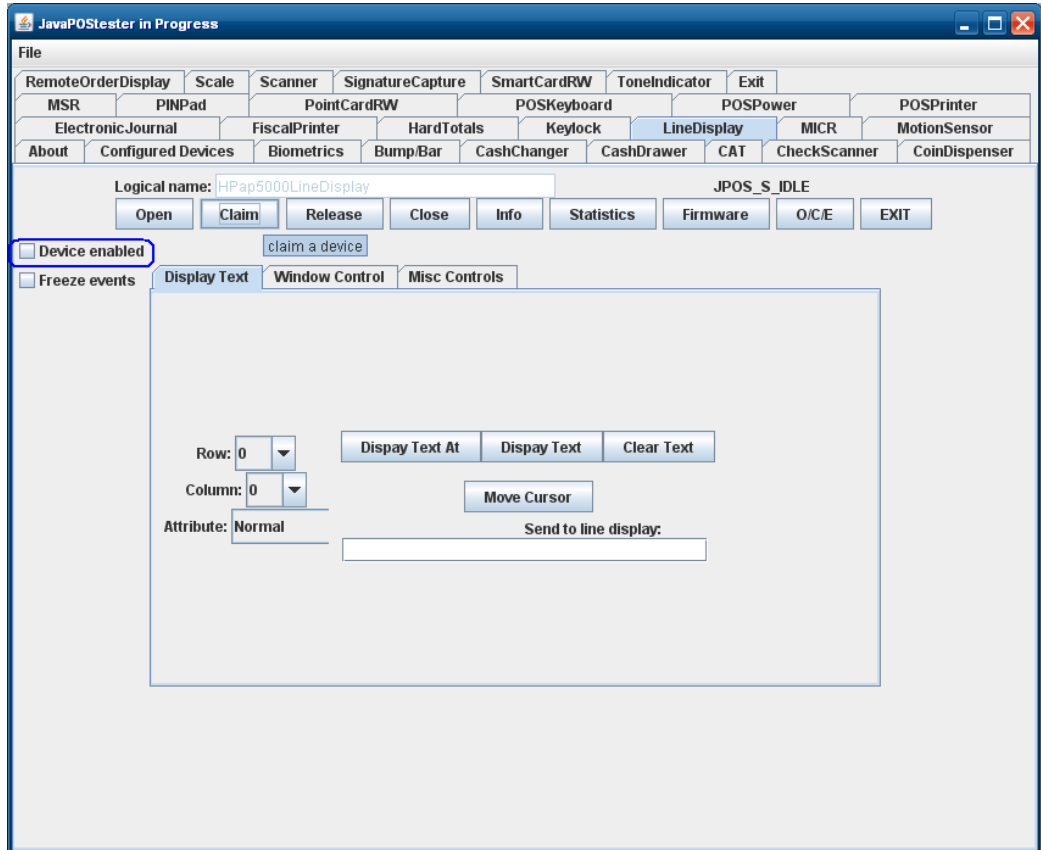 JavaPOStester in Progress
File
RemoteOrderDisplay Scale Scanner SignatureCapture SmartCardRW ToneIndicator Exit
MSR PINPad PointCardRW POSKeyboard POSPower POSPrinter
ElectronicJournal FiscalPrinter HardTotals Keylock LineDisplay MICR MotionSensor
About Configured Devices Biometrics Bump/Bar CashChanger CashDrawer CAT CheckScanner CoinDispenser
Logical name: HPap5000LineDisplay JPOS_S_IDLE
Open Claim Release Close Info Statistics Firmware O/C/E EXIT
Device enabled claim a device
Freeze events Display Text Window Control Misc Controls
Row: 0 Dispay Text At Dispay Text Clear Text
Column: 0 Move Cursor
Attribute: Normal Send to line display: